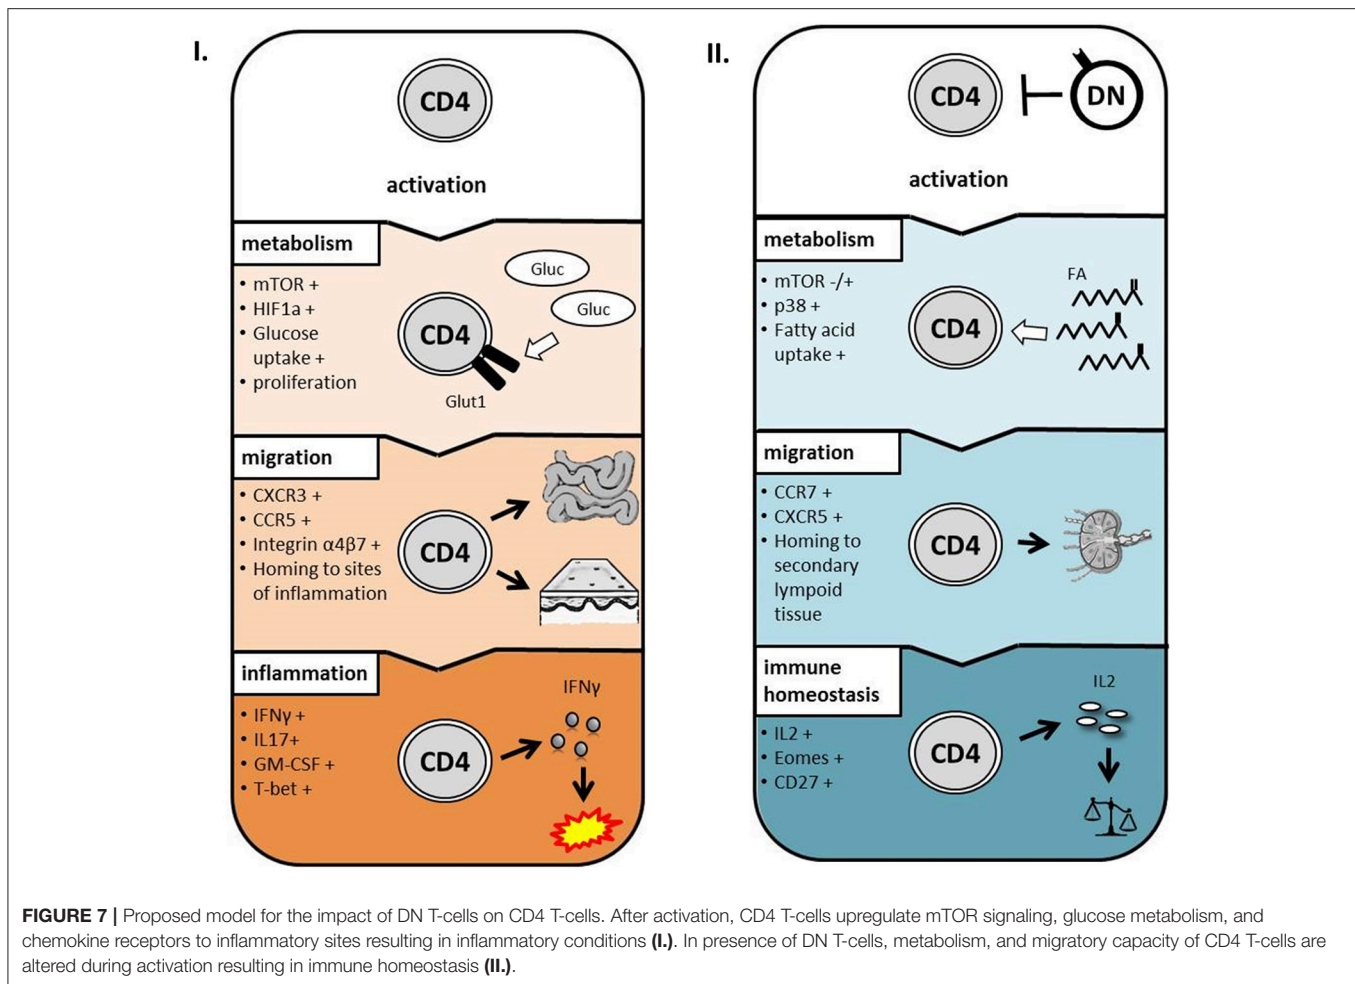 I.
CD4
activation
metabolism
• mTOR +
• HIF1a +
• Glucose
uptake +
• proliferation
Gluc
Gluc
CD4
Glut1
migration
• CXCR3 +
• CCR5 +
• Integrin α4β7 +
• Homing to sites
of inflammation
CD4
inflammation
• IFNγ +
• IL17+
• GM-CSF +
• T-bet +
CD4
IFNγ
II.
CD4
DN
activation
metabolism
• mTOR -/+
• p38 +
• Fatty acid
uptake +
CD4
FA
migration
• CCR7 +
• CXCR5 +
• Homing to
secondary
lympoid
tissue
CD4
immune
homeostasis
• IL2 +
• Eomes +
• CD27 +
CD4
IL2
FIGURE 7 | Proposed model for the impact of DN T-cells on CD4 T-cells. After activation, CD4 T-cells upregulate mTOR signaling, glucose metabolism, and
chemokine receptors to inflammatory sites resulting in inflammatory conditions (I.). In presence of DN T-cells, metabolism, and migratory capacity of CD4 T-cells are
altered during activation resulting in immune homeostasis (II.).